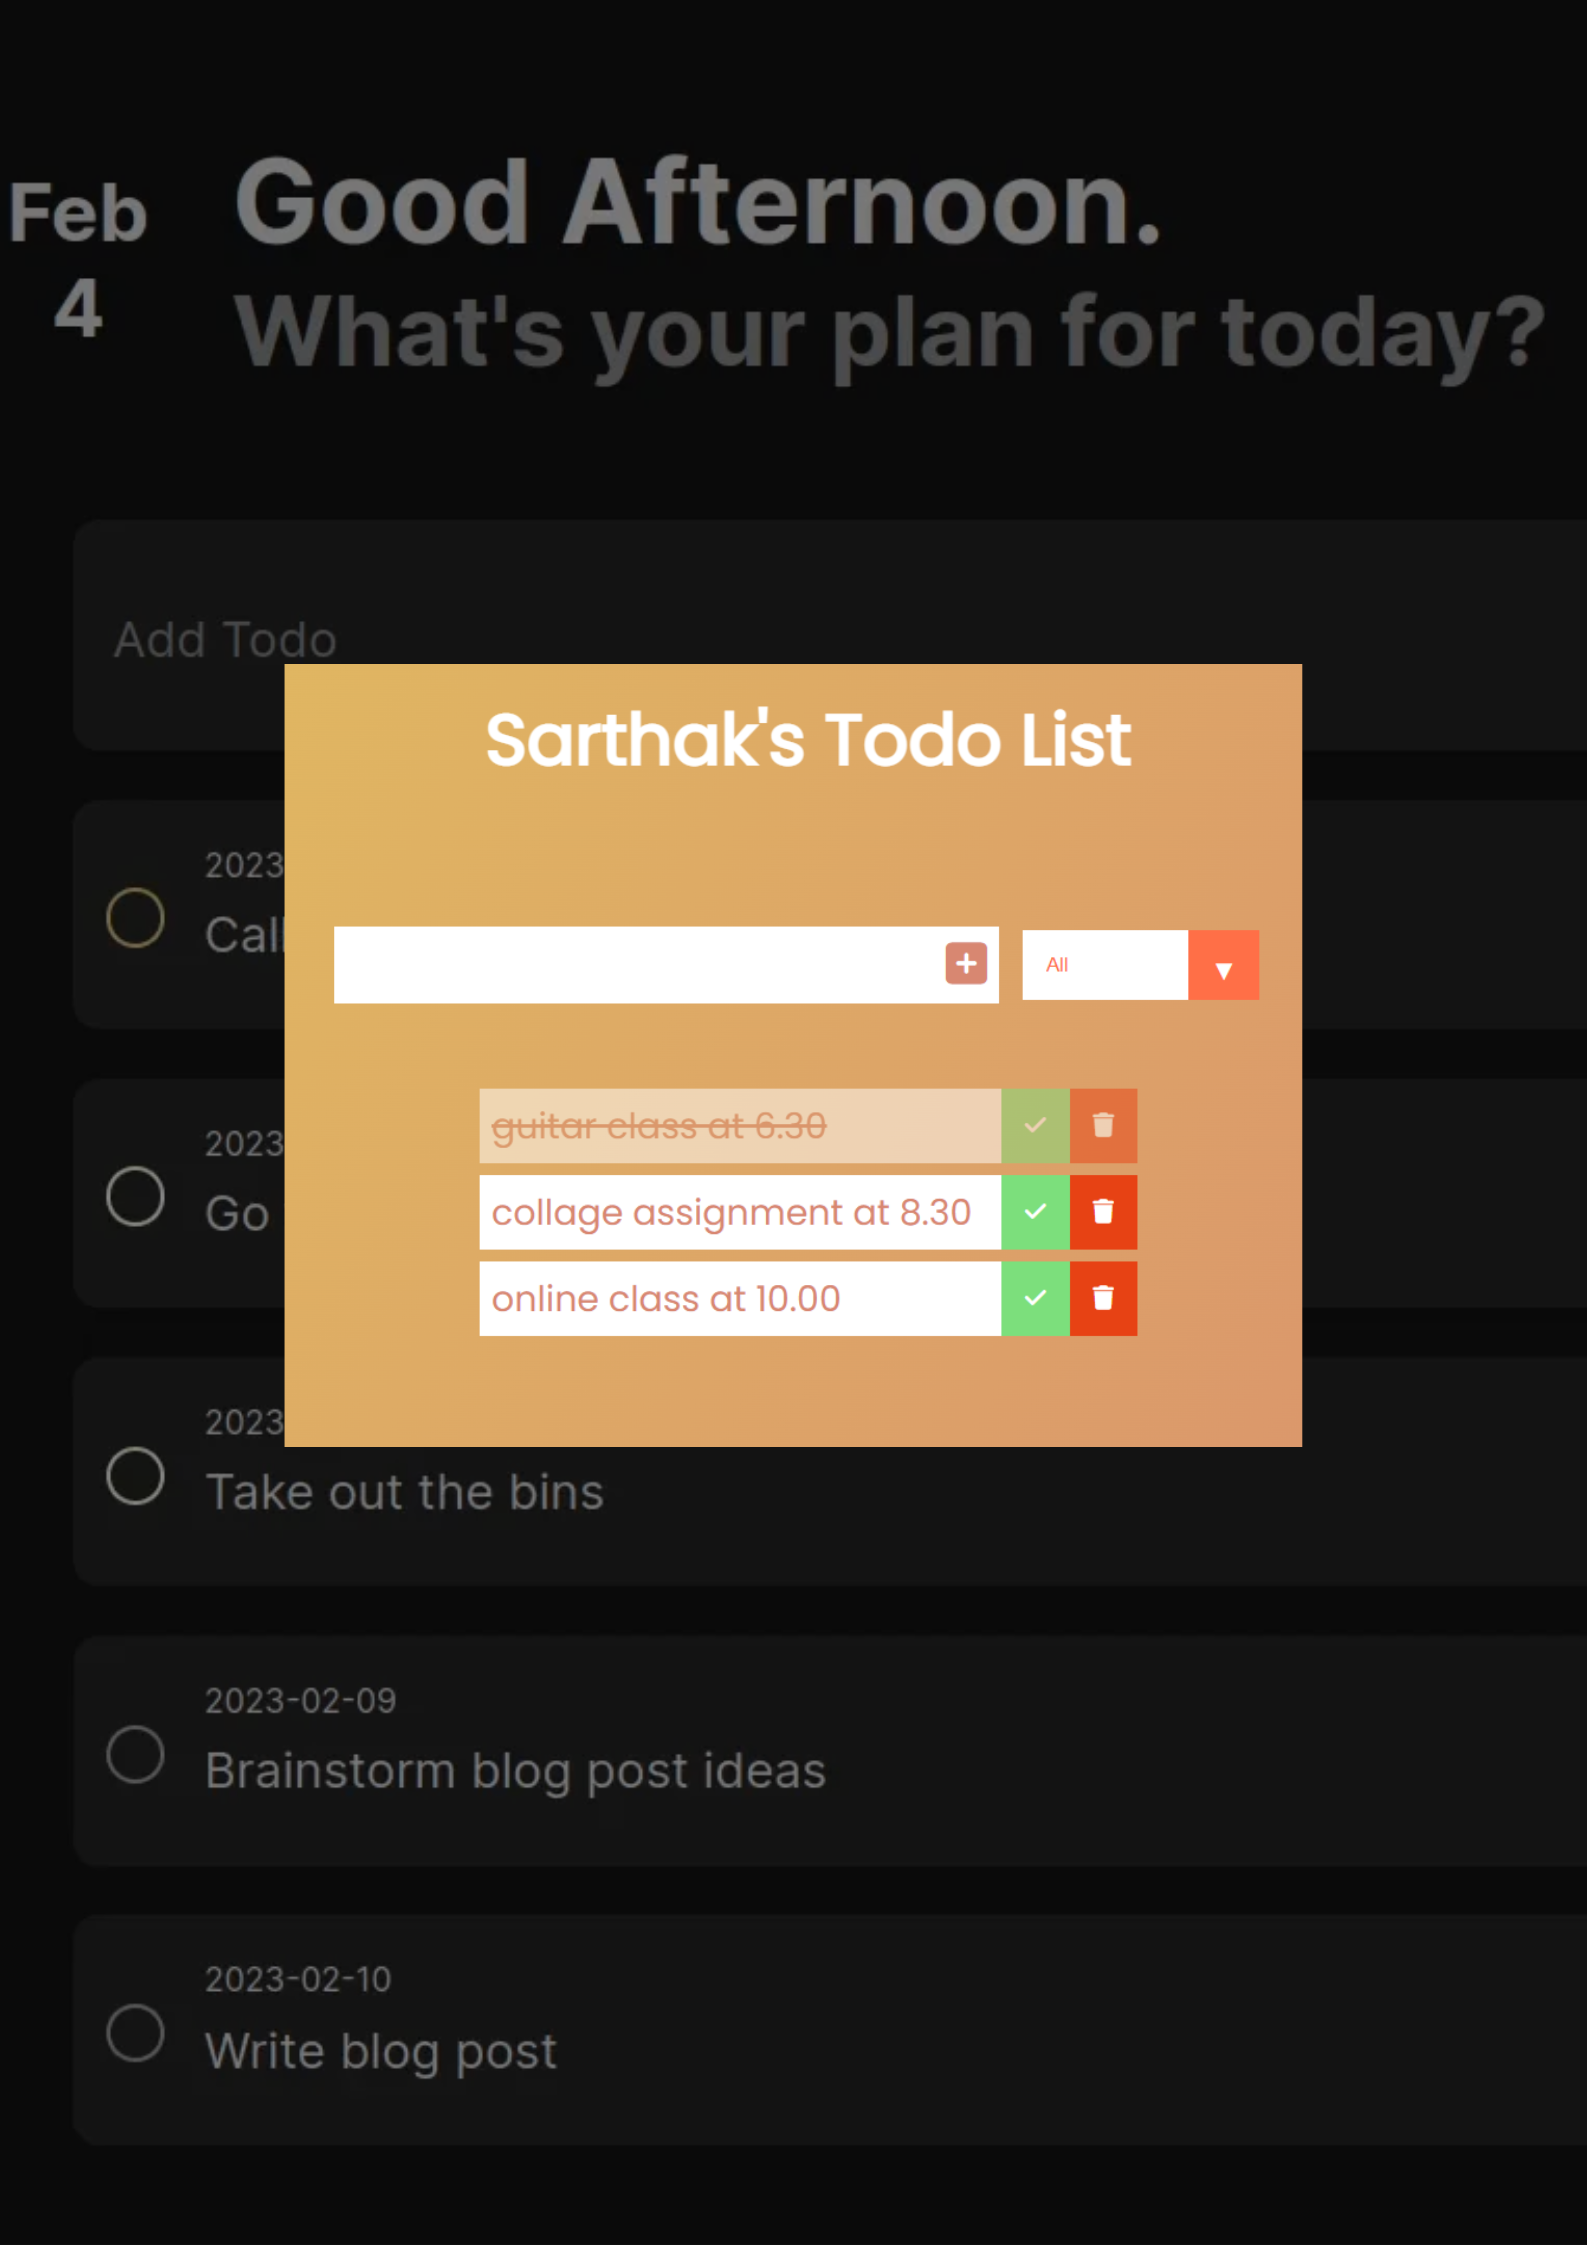 Feb
4
Good Afternoon.
What's your plan for today?
Add Todo
Sarthak's Todo List
All
guitar class at 6.30
collage assignment at 8.30
online class at 10.00
2023
Call
2023
Go
2023
Take out the bins
2023-02-09
Brainstorm blog post ideas
2023-02-10
Write blog post